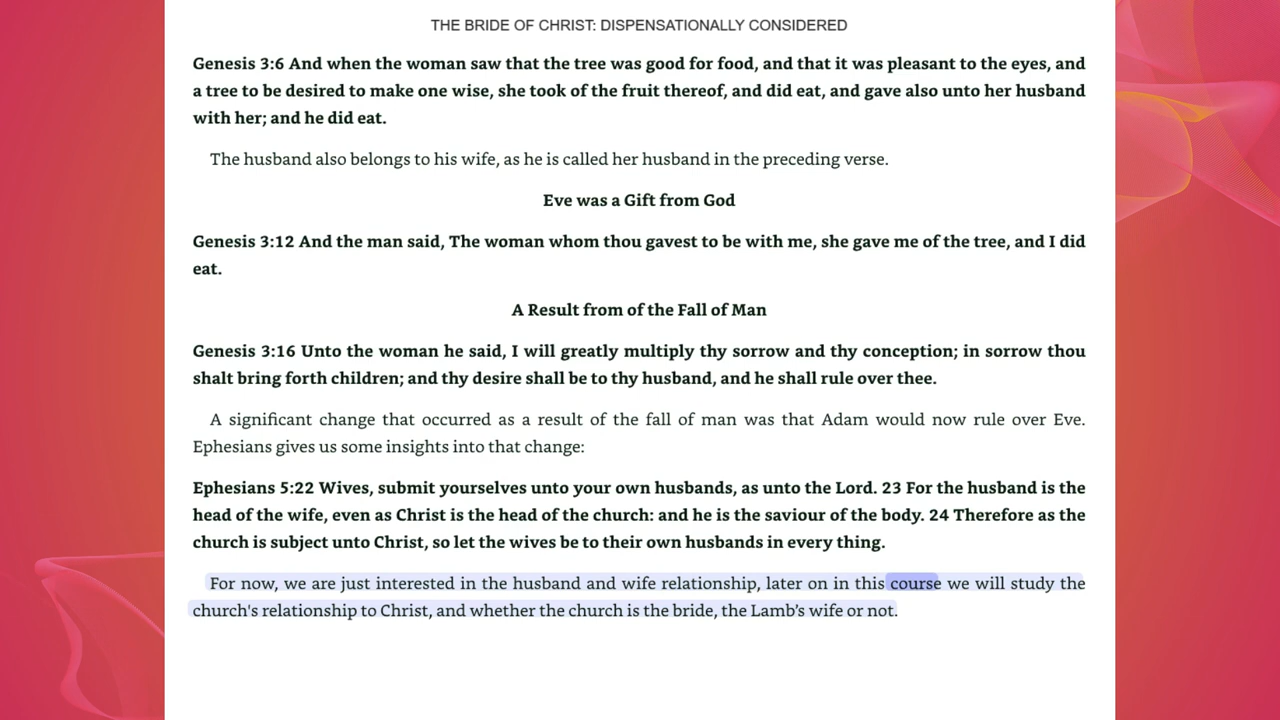 THE BRIDE OF CHRIST: DISPENSATIONALLY CONSIDERED
Genesis 3:6 And when the woman saw that the tree was good for food, and that it was pleasant to the eyes, and
a tree to be desired to make one wise, she took of the fruit thereof, and did eat, and gave also unto her husband
with her; and he did eat.
The husband also belongs to his wife, as he is called her husband in the preceding verse.
Eve was a Gift from God
Genesis 3:12 And the man said, The woman whom thou gavest to be with me, she gave me of the tree, and I did
eat.
A Result from of the Fall of Man
Genesis 3:16 Unto the woman he said, I will greatly multiply thy sorrow and thy conception; in sorrow thou
shalt bring forth children; and thy desire shall be to thy husband, and he shall rule over thee.
A significant change that occurred as a result of the fall of man was that Adam would now rule over Eve.
Ephesians gives us some insights into that change:
Ephesians 5:22 Wives, submit yourselves unto your own husbands, as unto the Lord. 23 For the husband is the
head of the wife, even as Christ is the head of the church: and he is the saviour of the body. 24 Therefore as the
church is subject unto Christ, so let the wives be to their own husbands in every thing.
For now, we are just interested in the husband and wife relationship, later on in this course we will study the
church's relationship to Christ, and whether the church is the bride, the Lamb’s wife or not.